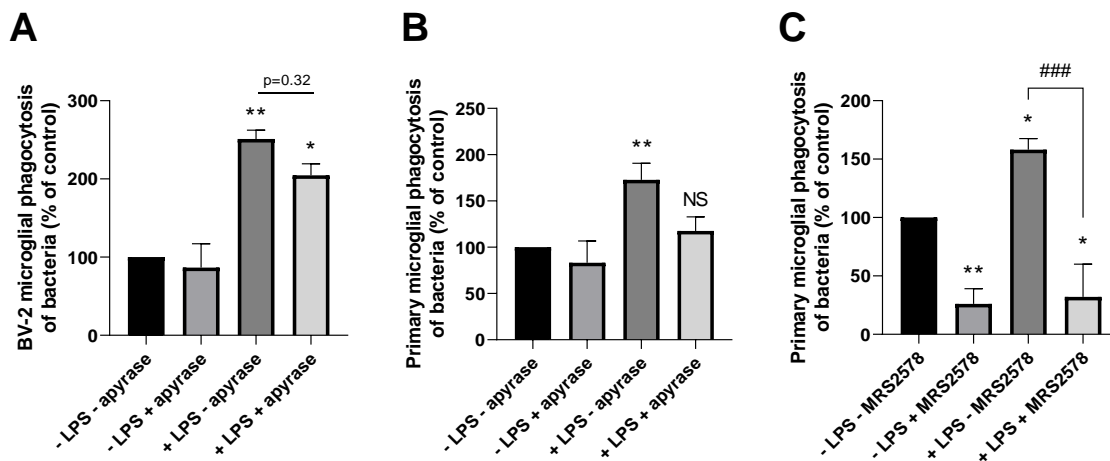 A
BV-2 microglial phagocytosis
of bacteria (% of control)
300
200
100
0
p=0.32
**
*
- LPS - apyrase
- LPS + apyrase
+ LPS - apyrase
+ LPS + apyrase
B
Primary microglial phagocytosis
of bacteria (% of control)
250
200
150
100
50
0
**
NS
- LPS - apyrase
- LPS + apyrase
+ LPS - apyrase
+ LPS + apyrase
C
Primary microglial phagocytosis
of bacteria (% of control)
200
150
100
50
0
###
*
**
*
- LPS - MRS2578
- LPS + MRS2578
+ LPS - MRS2578
+ LPS + MRS2578